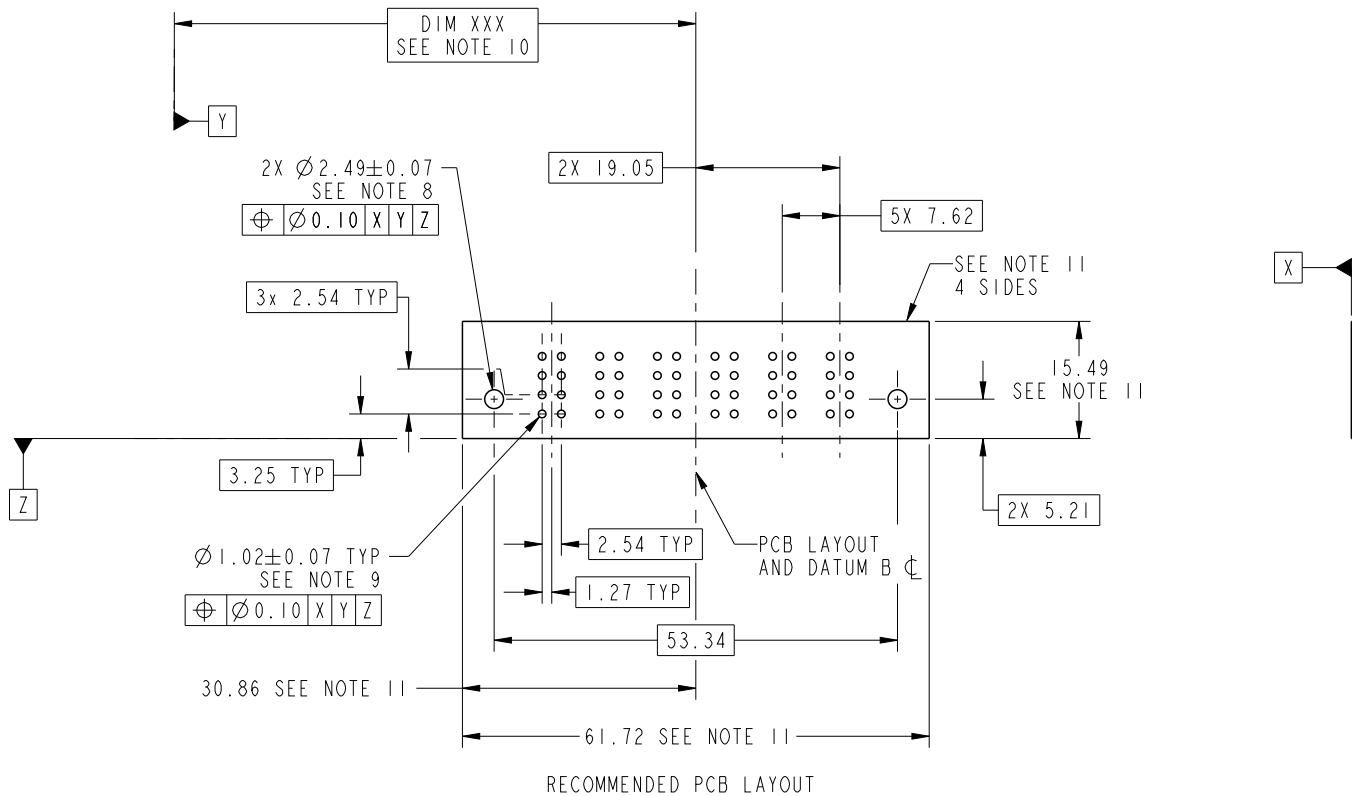 DIM XXX
SEE NOTE 10
Y
2X Ø2.49±0.07
SEE NOTE 8
⌖ Ø0.10 X Y Z
2X 19.05
5X 7.62
3x 2.54 TYP
SEE NOTE 11
4 SIDES
X
15.49
SEE NOTE 11
3.25 TYP
Z
2X 5.21
Ø1.02±0.07 TYP
SEE NOTE 9
⌖ Ø0.10 X Y Z
2.54 TYP
1.27 TYP
PCB LAYOUT
AND DATUM B ℄
53.34
30.86 SEE NOTE 11
61.72 SEE NOTE 11
RECOMMENDED PCB LAYOUT